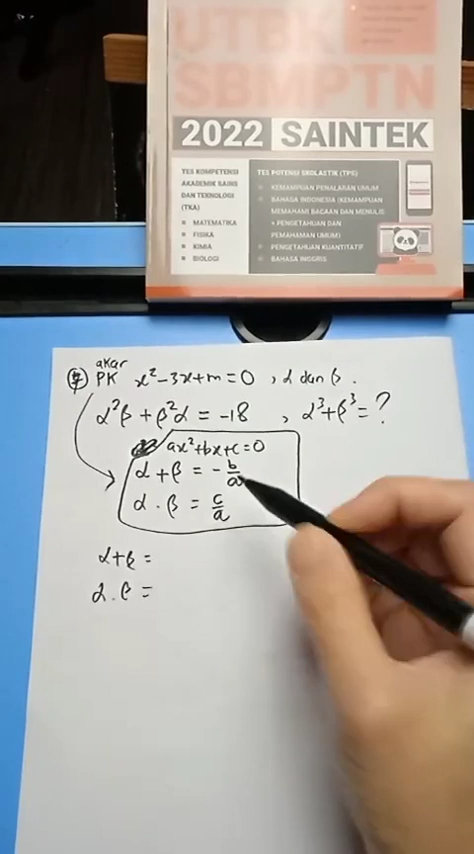 UTBK
SBMPTN
2022 SAINTEK
TES KOMPETENSI
AKADEMIK SAINS
DAN TEKNOLOGI
(TKA)
MATEMATIKA
FISIKA
KIMIA
BIOLOGI
TES POTENSI SKOLASTIK (TPS)
KEMAMPUAN PENALARAN UMUM
BAHASA INDONESIA (KEMAMPUAN
MEMAHAMI BACAAN DAN MENULIS
+ PENGETAHUAN DAN
PEMAHAMAN UMUM)
PENGETAHUAN KUANTITATIF
BAHASA INGGRIS
akar
PK x²-3x+m=0 , α dan β.
α²β+β²α=-18 , α³+β³=?
ax²+bx+c=0
α+β=-b/a
α.β=c/a
α+β=
α.β=